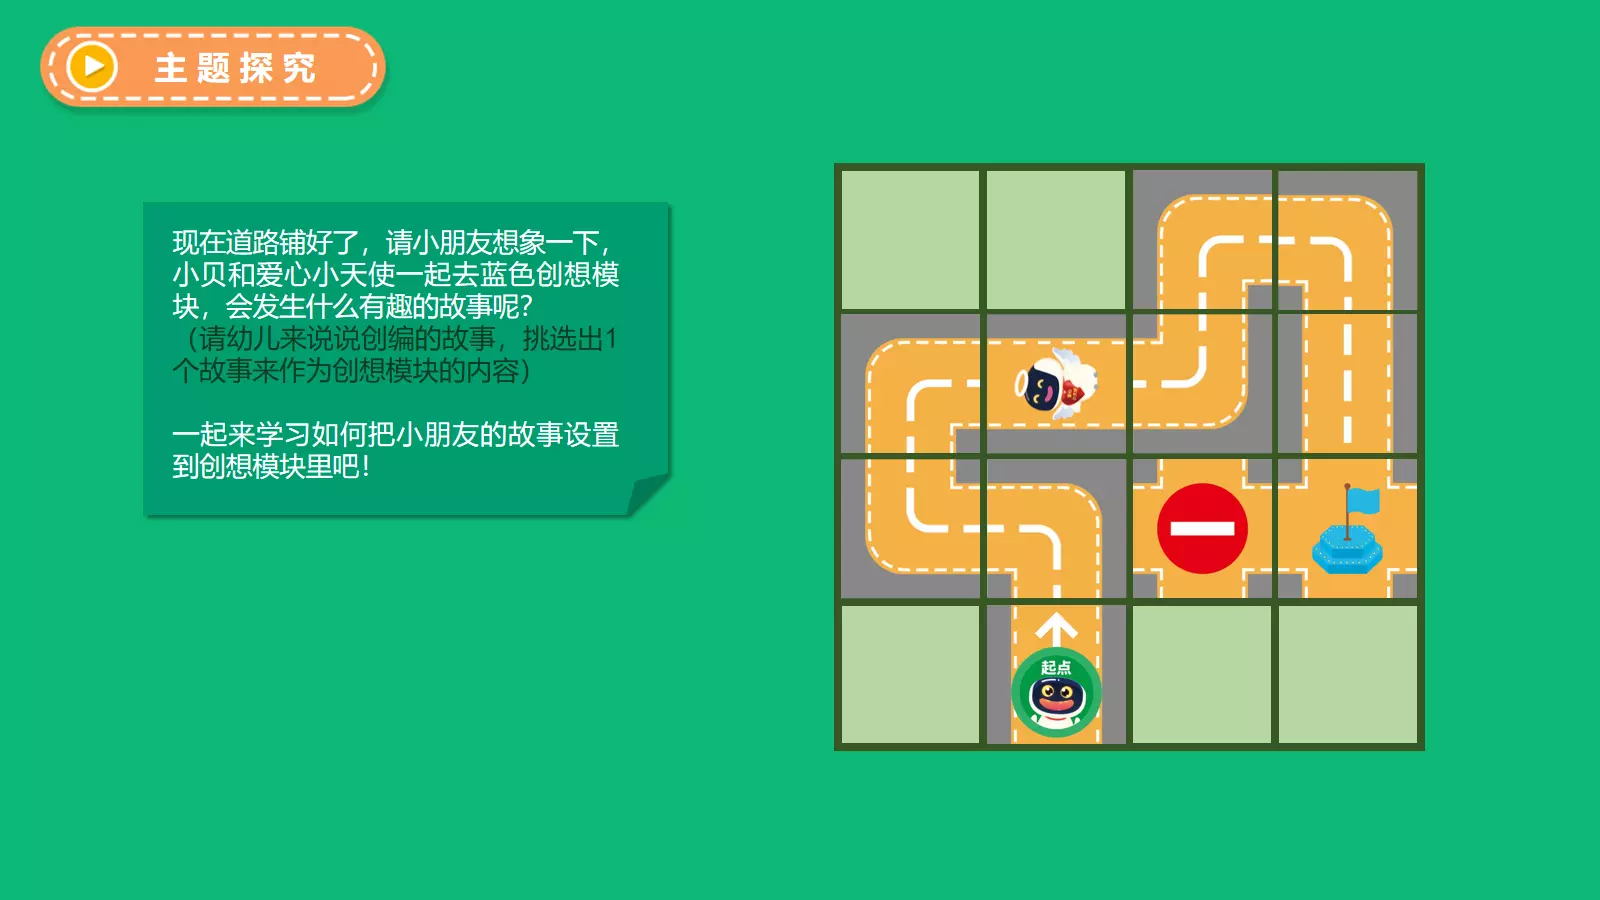 主题探究
现在道路铺好了，请小朋友想象一下，
小贝和爱心小天使一起去蓝色创想模
块，会发生什么有趣的故事呢？
（请幼儿来说说创编的故事，挑选出1
个故事来作为创想模块的内容）
一起来学习如何把小朋友的故事设置
到创想模块里吧！
起点